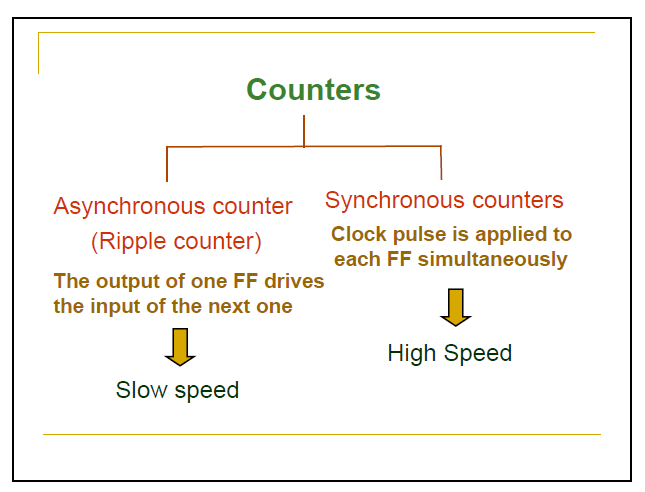 Counters
Asynchronous counter
(Ripple counter)
The output of one FF drives
the input of the next one
Slow speed
Synchronous counters
Clock pulse is applied to
each FF simultaneously
High Speed